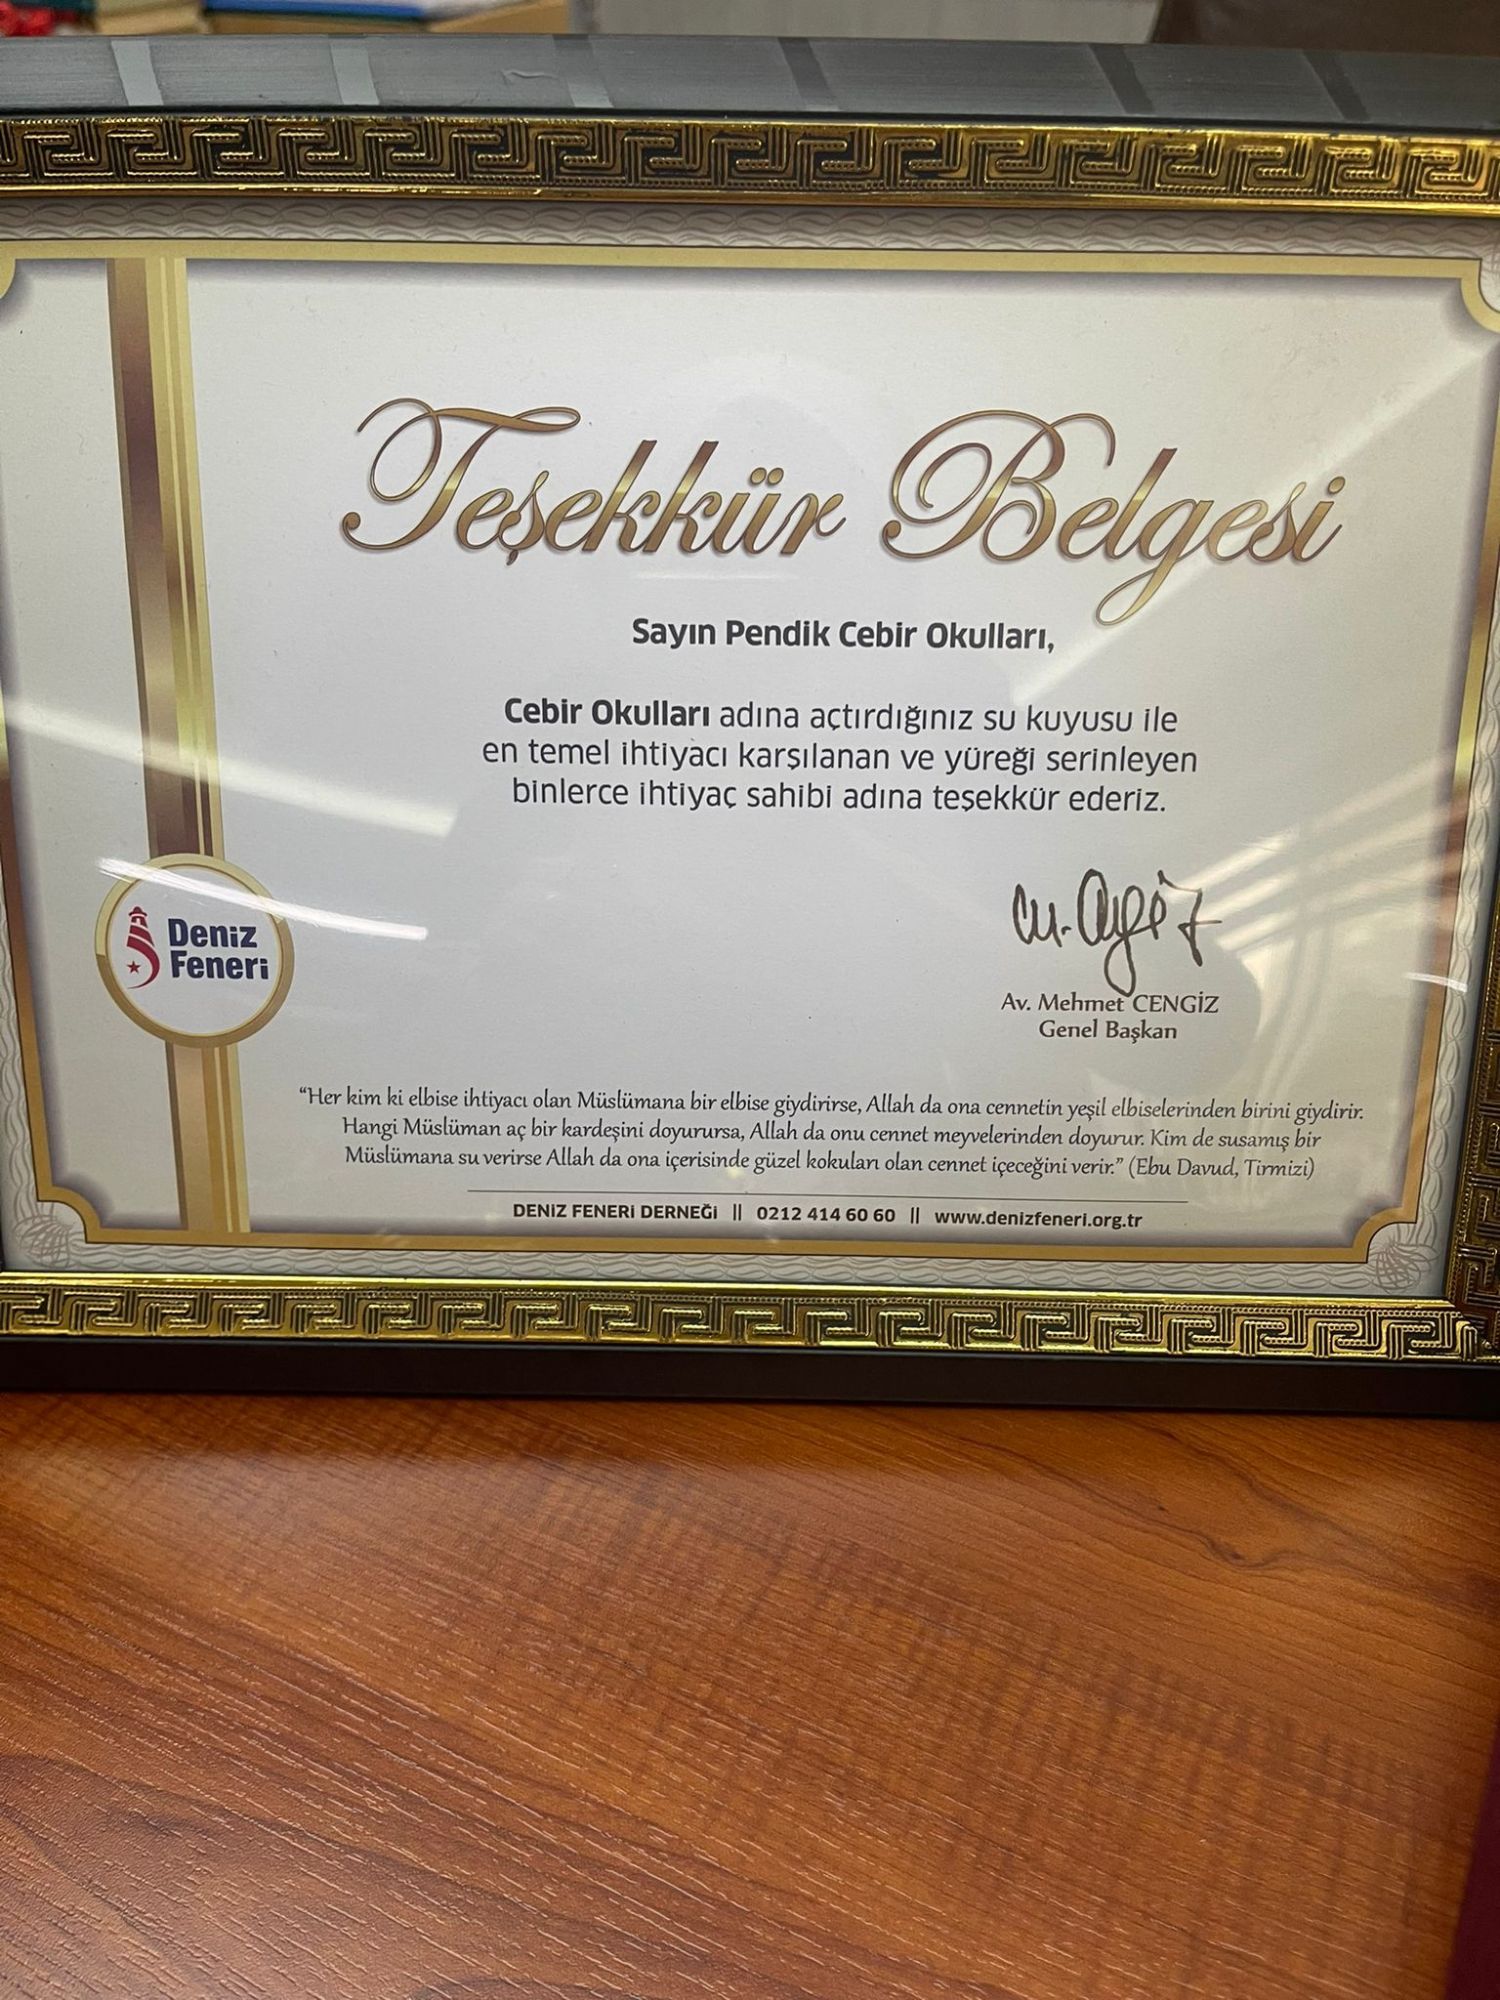 Teşekkür Belgesi
Sayın Pendik Cebir Okulları,
Cebir Okulları adına açtırdığınız su kuyusu ile
en temel ihtiyacı karşılanan ve yüreği serinleyen
binlerce ihtiyaç sahibi adına teşekkür ederiz.
Deniz
Feneri
Av. Mehmet CENGİZ
Genel Başkan
“Her kim ki elbise ihtiyacı olan Müslümana bir elbise giydirirse, Allah da ona cennetin yeşil elbiselerinden birini giydirir.
Hangi Müslüman aç bir kardeşini doyurursa, Allah da onu cennet meyvelerinden doyurur. Kim de susamış bir
Müslümana su verirse Allah da ona içerisinde güzel kokuları olan cennet içeceğini verir.” (Ebu Davud, Tirmizi)
DENİZ FENERİ DERNEĞİ || 0212 414 60 60 || www.denizfeneri.org.tr